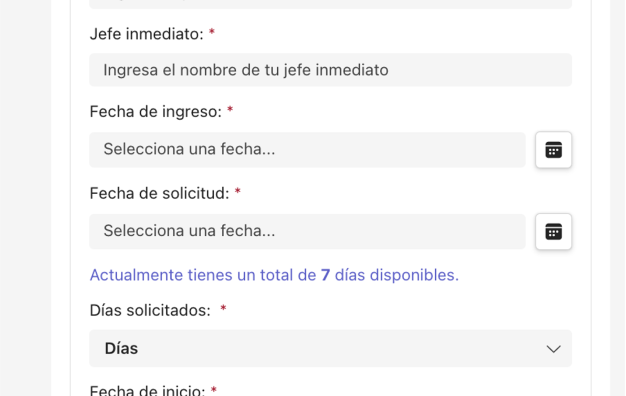 Jefe inmediato: *
Ingresa el nombre de tu jefe inmediato
Fecha de ingreso: *
Selecciona una fecha...
Fecha de solicitud: *
Selecciona una fecha...
Actualmente tienes un total de 7 días disponibles.
Días solicitados: *
Días
Fecha de inicio: *